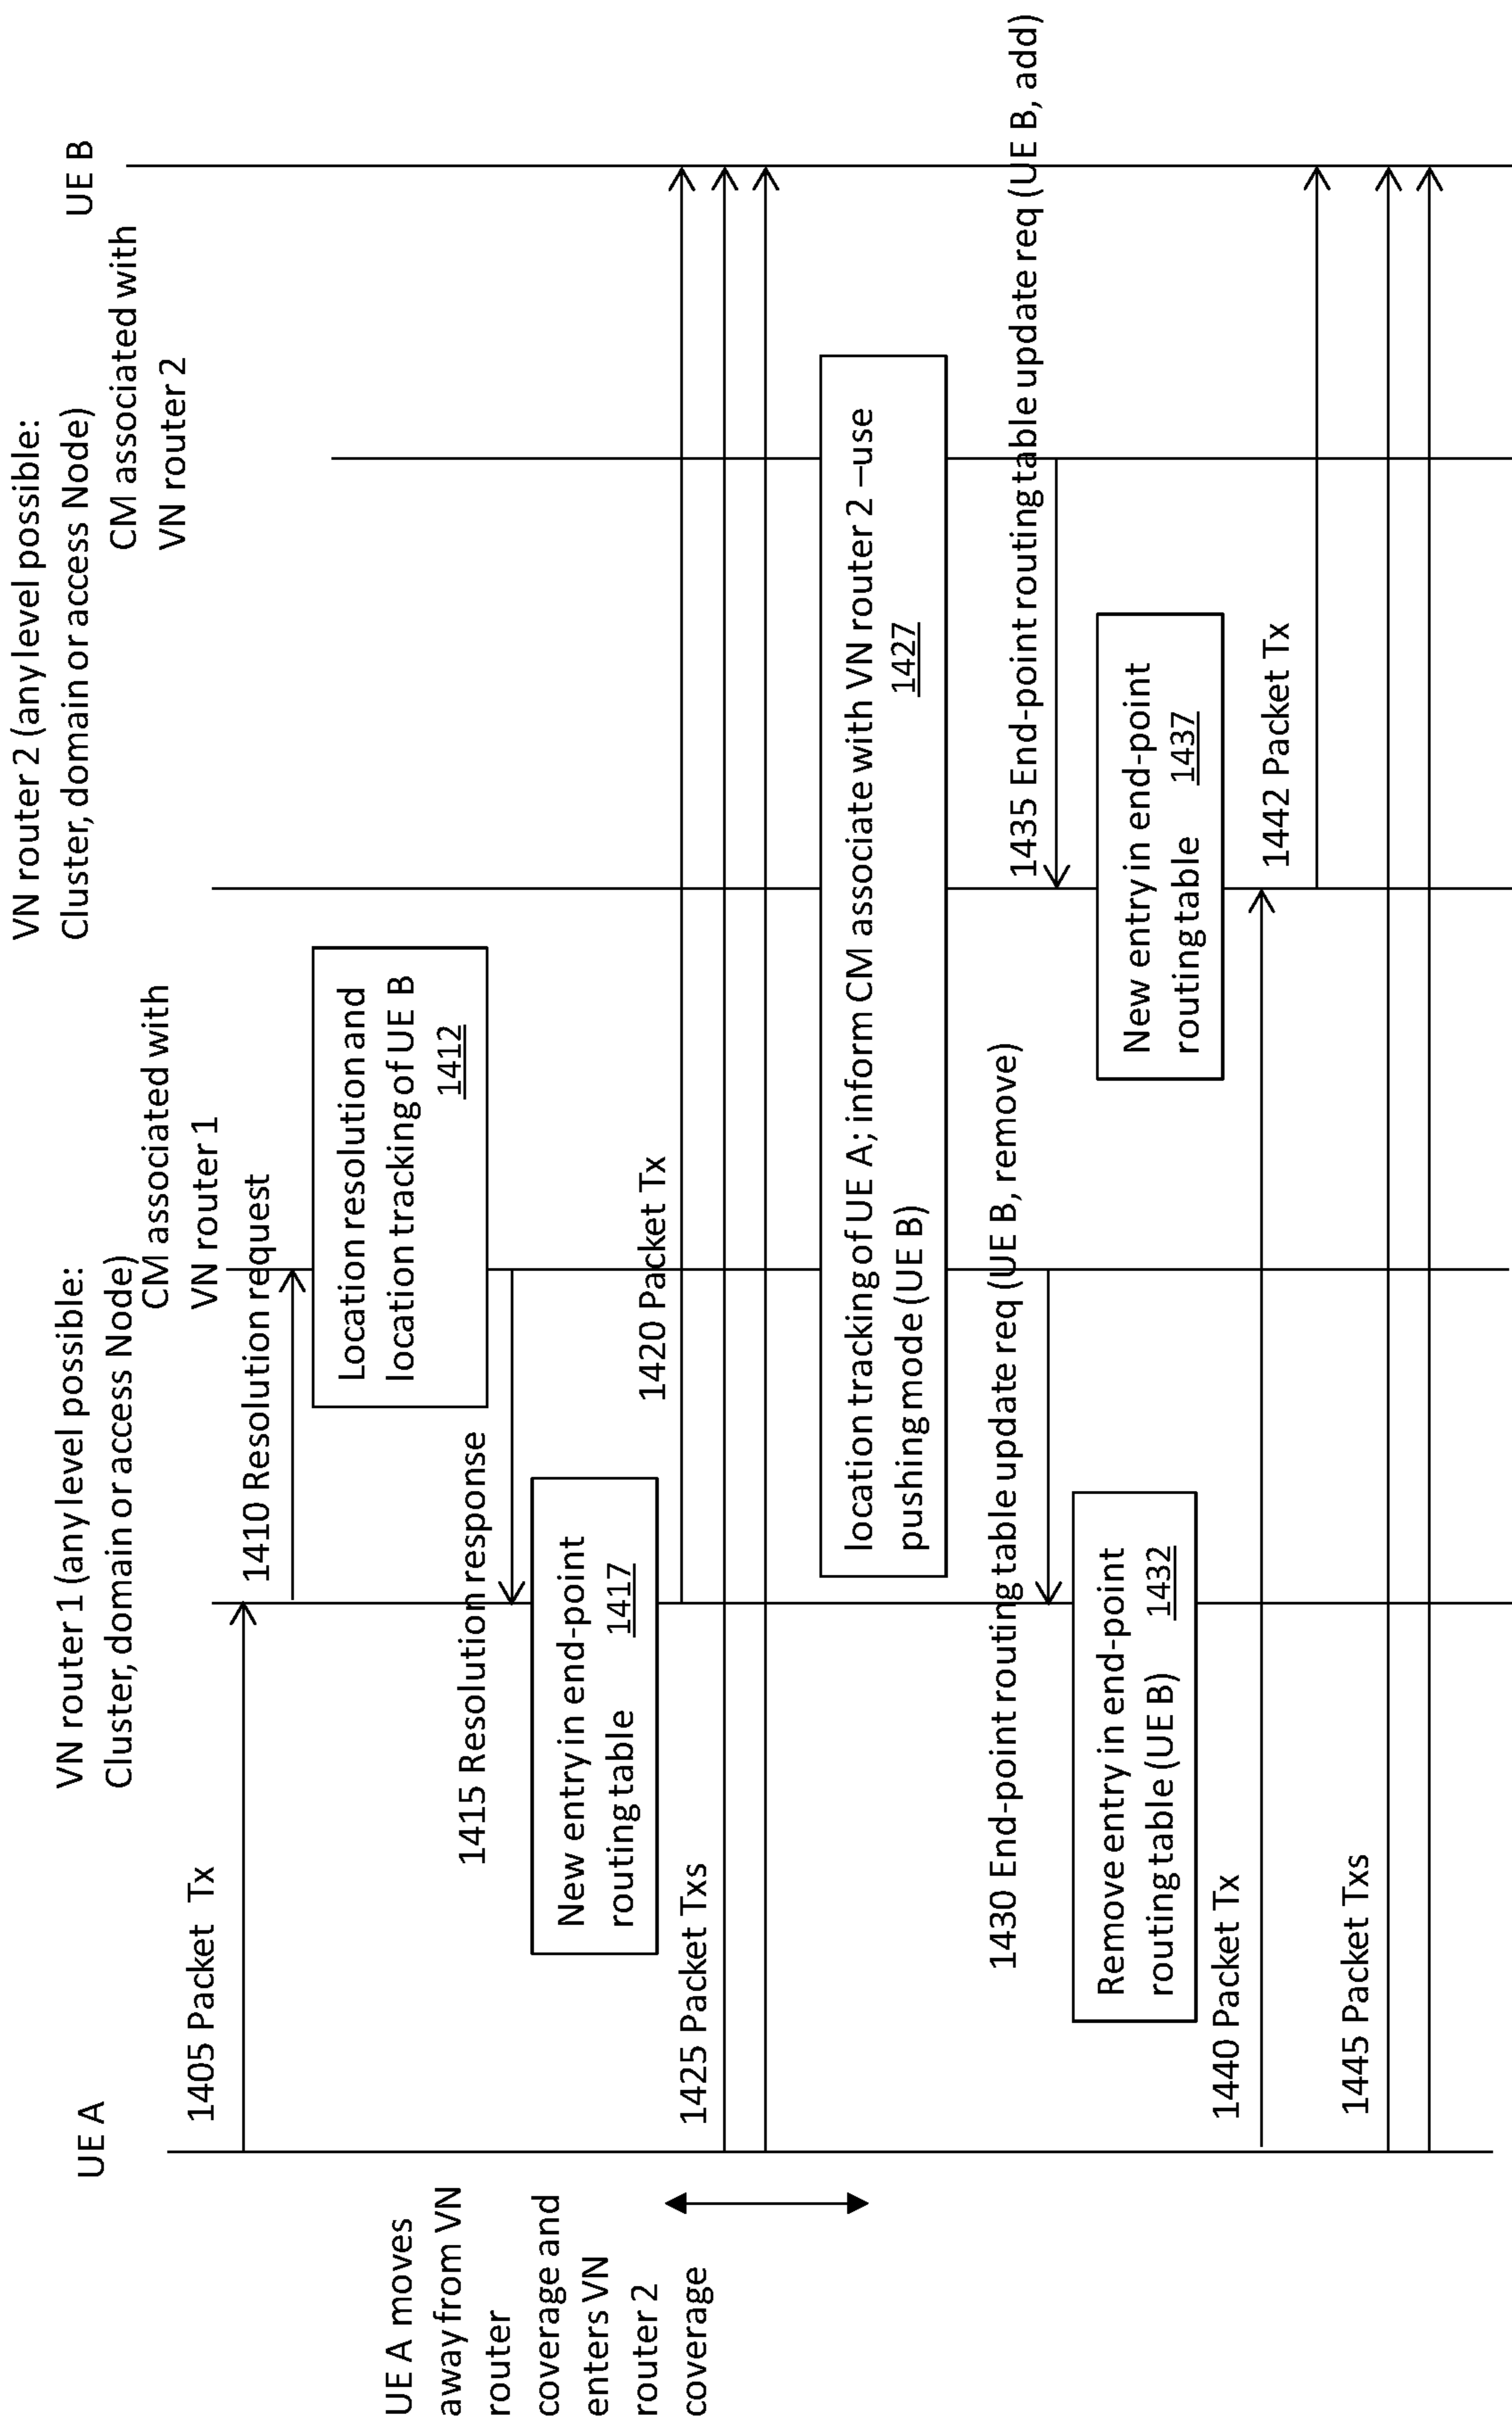 UE A
VN router 1 (any level possible:
Cluster, domain or access Node)
CM associated with
VN router 1
VN router 2 (any level possible:
Cluster, domain or access Node)
CM associated with
VN router 2
UE B
1405 Packet Tx
1410 Resolution request
Location resolution and
location tracking of UE B
1412
1415 Resolution response
New entry in end-point
routing table 1417
1420 Packet Tx
1425 Packet Txs
UE A moves
away from VN
router
coverage and
enters VN
router 2
coverage
location tracking of UE A; inform CM associate with VN router 2 –use
pushing mode (UE B) 1427
1430 End-point routing table update req (UE B, remove)
1435 End-point routing table update req (UE B, add)
Remove entry in end-point
routing table (UE B) 1432
New entry in end-point
routing table 1437
1440 Packet Tx
1442 Packet Tx
1445 Packet Txs